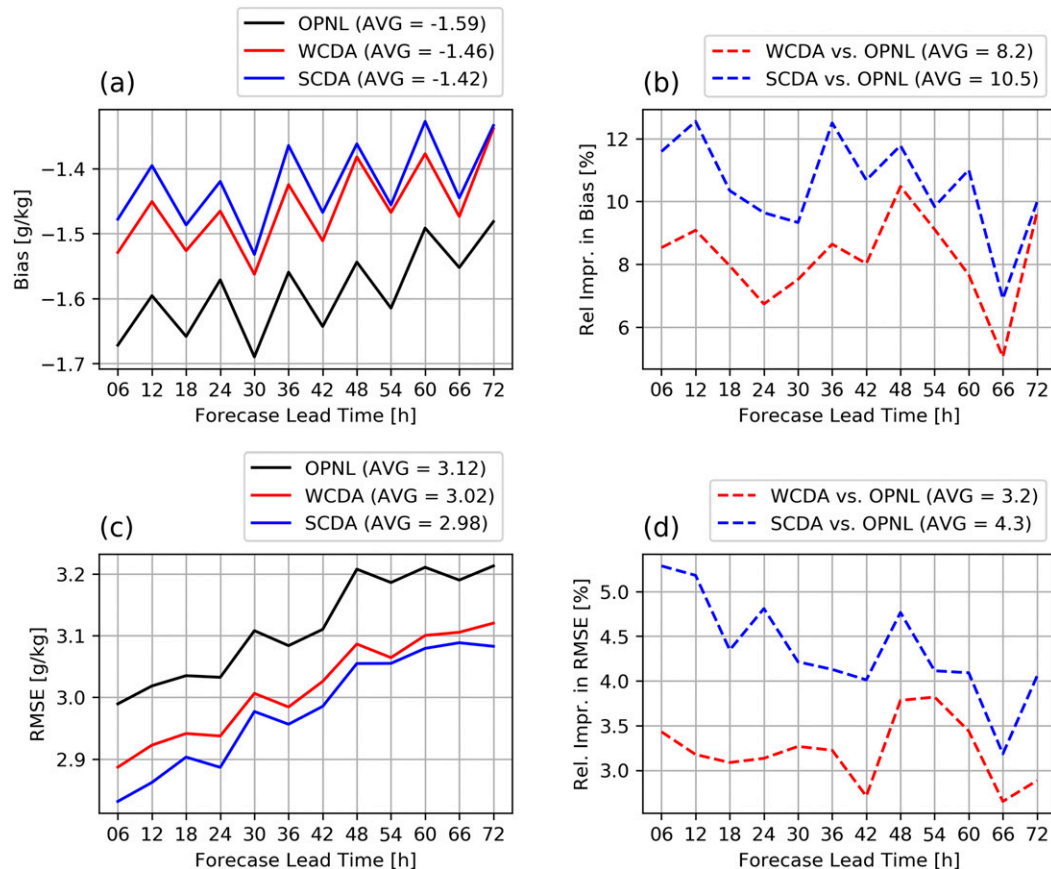 OPNL (AVG = -1.59)
WCDA (AVG = -1.46)
SCDA (AVG = -1.42)
(a)
−1.4
−1.5
−1.6
−1.7
Bias [g/kg]
06 12 18 24 30 36 42 48 54 60 66 72
Forecase Lead Time [h]
WCDA vs. OPNL (AVG = 8.2)
SCDA vs. OPNL (AVG = 10.5)
(b)
12
10
8
6
Rel Impr. in Bias [%]
06 12 18 24 30 36 42 48 54 60 66 72
Forecase Lead Time [h]
OPNL (AVG = 3.12)
WCDA (AVG = 3.02)
SCDA (AVG = 2.98)
(c)
3.2
3.1
3.0
2.9
RMSE [g/kg]
06 12 18 24 30 36 42 48 54 60 66 72
Forecase Lead Time [h]
WCDA vs. OPNL (AVG = 3.2)
SCDA vs. OPNL (AVG = 4.3)
(d)
5.0
4.5
4.0
3.5
3.0
Rel. Impr. in RMSE [%]
06 12 18 24 30 36 42 48 54 60 66 72
Forecase Lead Time [h]